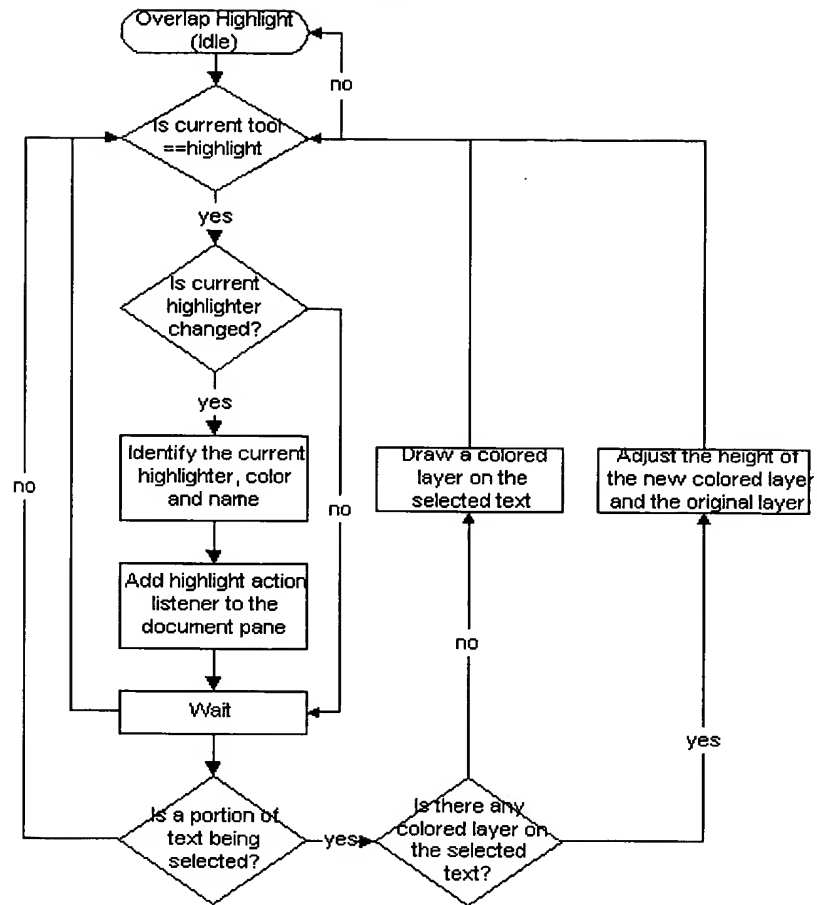 Overlap Highlight
(Idle)
no
Is current tool
==highlight
yes
Is current
highlighter
changed?
yes
Identify the current
highlighter, color
and name
no
no
Add highlight action
listener to the
document pane
Wait
Is a portion of
text being
selected?
yes
Is there any
colored layer on
the selected
text?
no
Draw a colored
layer on the
selected text
yes
Adjust the height of
the new colored layer
and the original layer